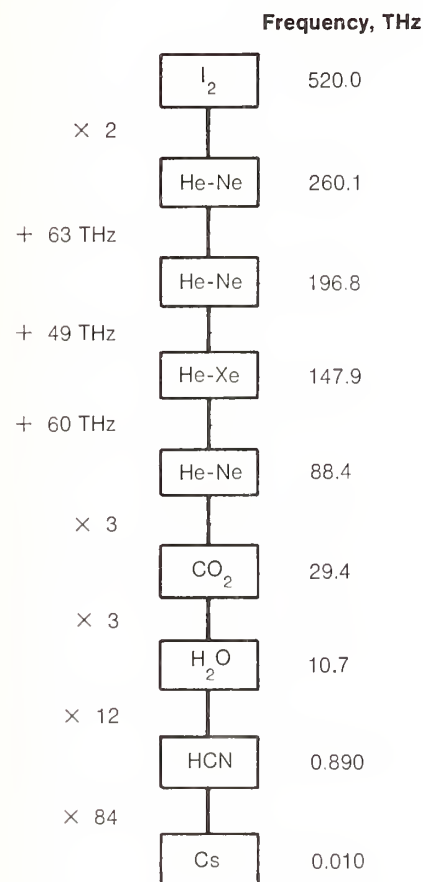 Frequency, THz
I2 520.0
× 2
He-Ne 260.1
+ 63 THz
He-Ne 196.8
+ 49 THz
He-Xe 147.9
+ 60 THz
He-Ne 88.4
× 3
CO2 29.4
× 3
H2O 10.7
× 12
HCN 0.890
× 84
Cs 0.010